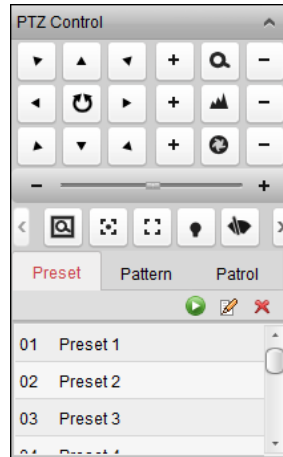 PTZ Control
Preset Pattern Patrol
01 Preset 1
02 Preset 2
03 Preset 3